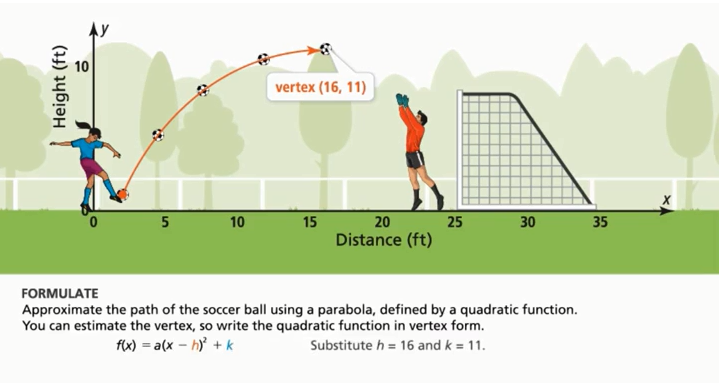 y
Height (ft)
10
vertex (16, 11)
x
0 5 10 15 20 25 30 35
Distance (ft)
FORMULATE
Approximate the path of the soccer ball using a parabola, defined by a quadratic function.
You can estimate the vertex, so write the quadratic function in vertex form.
f(x) = a(x − h)² + k Substitute h = 16 and k = 11.